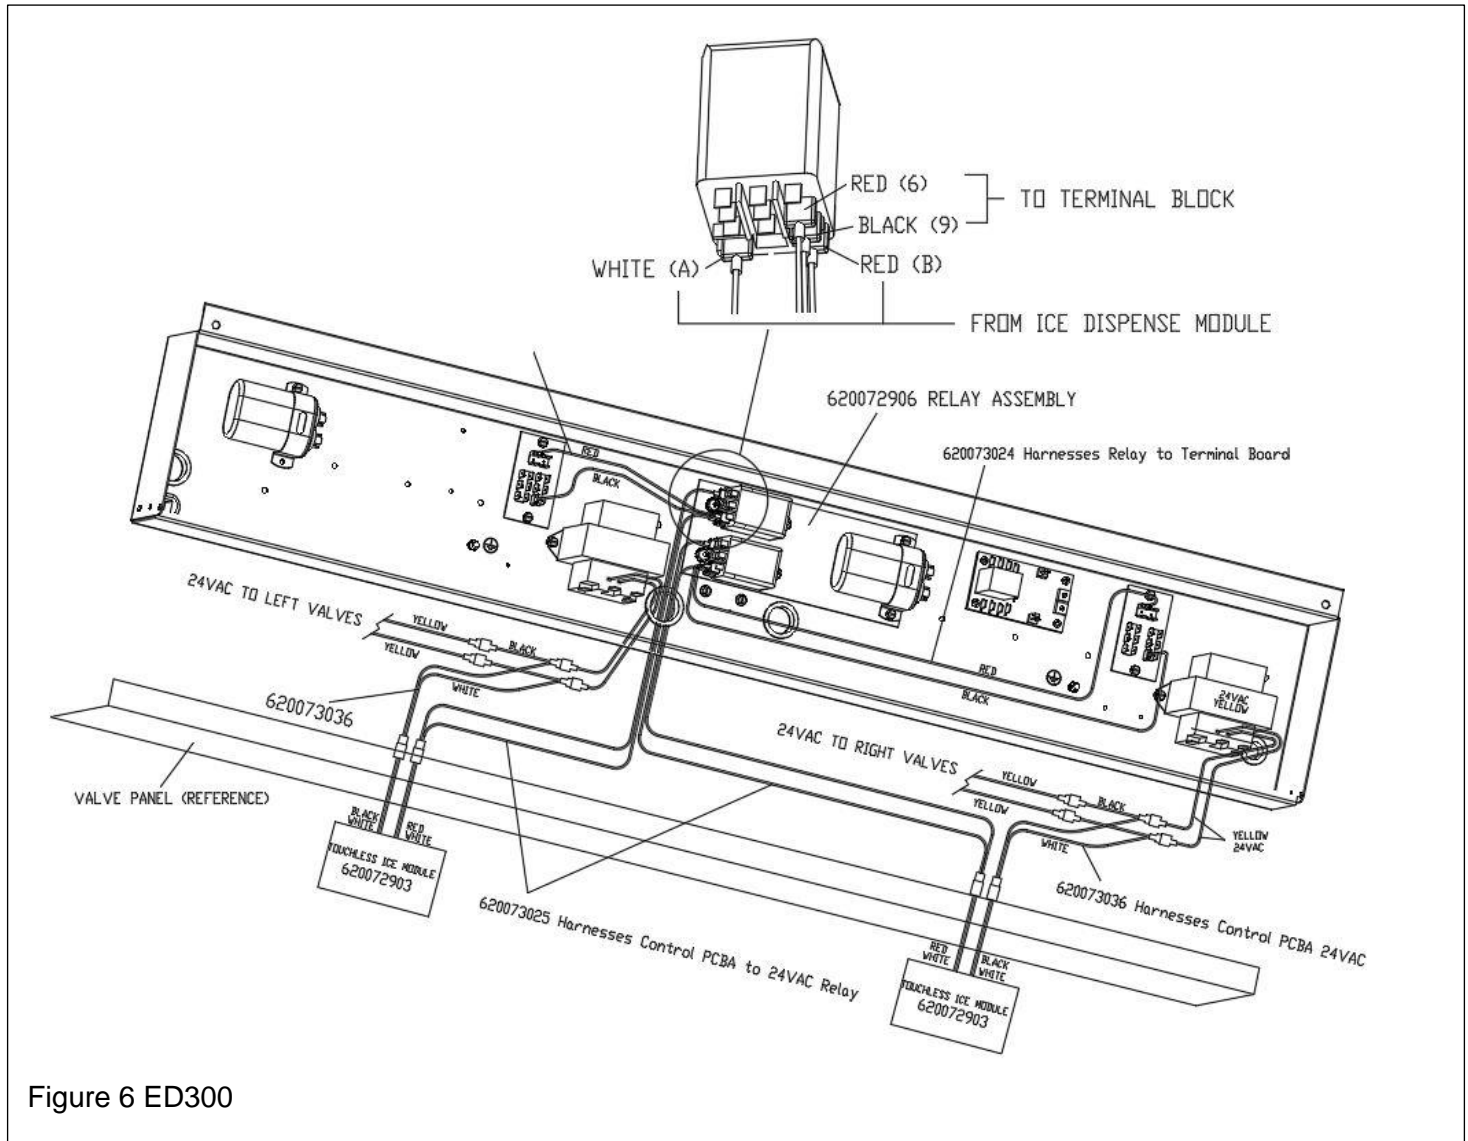 RED (6)
TO TERMINAL BLOCK
BLACK (9)
WHITE (A)
RED (B)
FROM ICE DISPENSE MODULE
620072906 RELAY ASSEMBLY
620073024 Harnesses Relay to Terminal Board
RED
BLACK
24VAC TO LEFT VALVES
YELLOW
BLACK
YELLOW
WHITE
620073036
RED
BLACK
24VAC
YELLOW
24VAC TO RIGHT VALVES
YELLOW
BLACK
YELLOW
WHITE
YELLOW
24VAC
VALVE PANEL (REFERENCE)
BLACK
WHITE
RED
WHITE
TOUCHLESS ICE MODULE
620072903
620073025 Harnesses Control PCBA to 24VAC Relay
620073036 Harnesses Control PCBA 24VAC
RED
WHITE
BLACK
WHITE
TOUCHLESS ICE MODULE
620072903
Figure 6 ED300